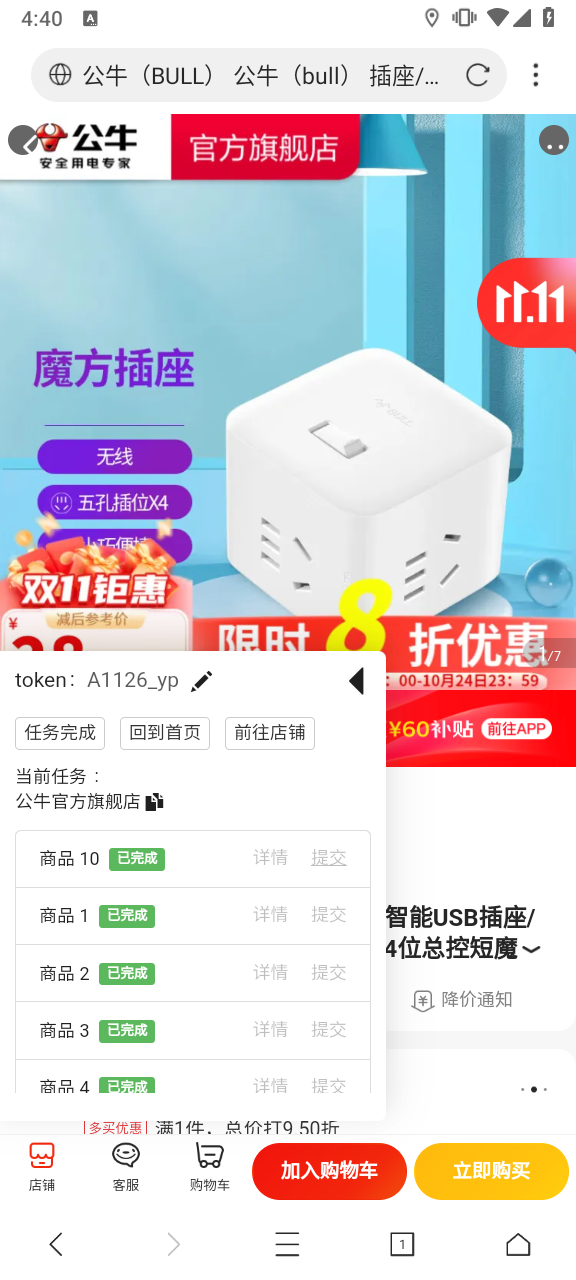 4:40
A
公牛（BULL） 公牛（bull） 插座/…
公牛
安全用电专家
官方旗舰店
11.11
魔方插座
无线
五孔插位X4
小巧便携
双11钜惠
减后参考价
¥
限时8折优惠
/7
00-10月24日23：59
token： A1126_yp
任务完成
回到首页
前往店铺
¥60补贴
前往APP
当前任务：
公牛官方旗舰店
商品 10 已完成 详情 提交
商品 1 已完成 详情 提交
商品 2 已完成 详情 提交
商品 3 已完成 详情 提交
商品 4 已完成 详情 提交
智能USB插座/
4位总控短魔
降价通知
多买优惠 满1件，总价打9.50折
店铺
客服
购物车
加入购物车
立即购买
1